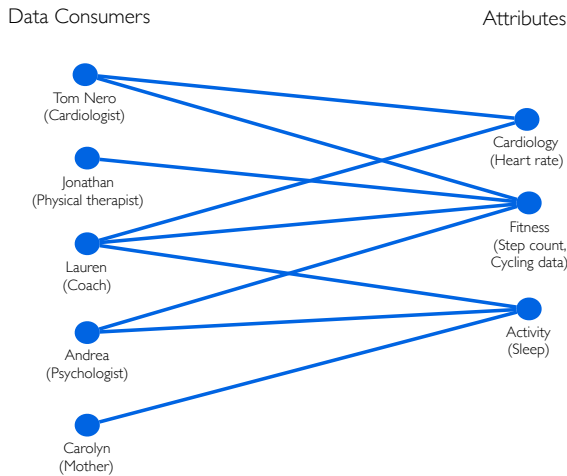 Data Consumers
Attributes
Tom Nero
(Cardiologist)
Jonathan
(Physical therapist)
Lauren
(Coach)
Andrea
(Psychologist)
Carolyn
(Mother)
Cardiology
(Heart rate)
Fitness
(Step count,
Cycling data)
Activity
(Sleep)